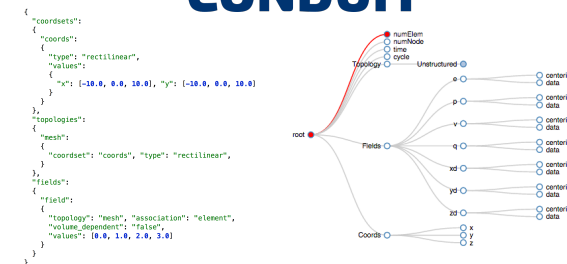 CONDUIT
{
"coordsets":
{
"coords":
{
"type": "rectilinear",
"values":
{
"x": [-10.0, 0.0, 10.0], "y": [-10.0, 0.0, 10.0]
}
}
},
"topologies":
{
"mesh":
{
"coordset": "coords", "type": "rectilinear",
}
},
"fields":
{
"field":
{
"topology": "mesh", "association": "element",
"volume_dependent": "false",
"values": [0.0, 1.0, 2.0, 3.0]
}
}
}
numElem
numNode
time
cycle
Topology
Unstructured
root
Fields
e
centeri
data
p
centeri
data
v
centeri
data
q
centeri
data
xd
centeri
data
yd
centeri
data
zd
centeri
data
Coords
x
y
z